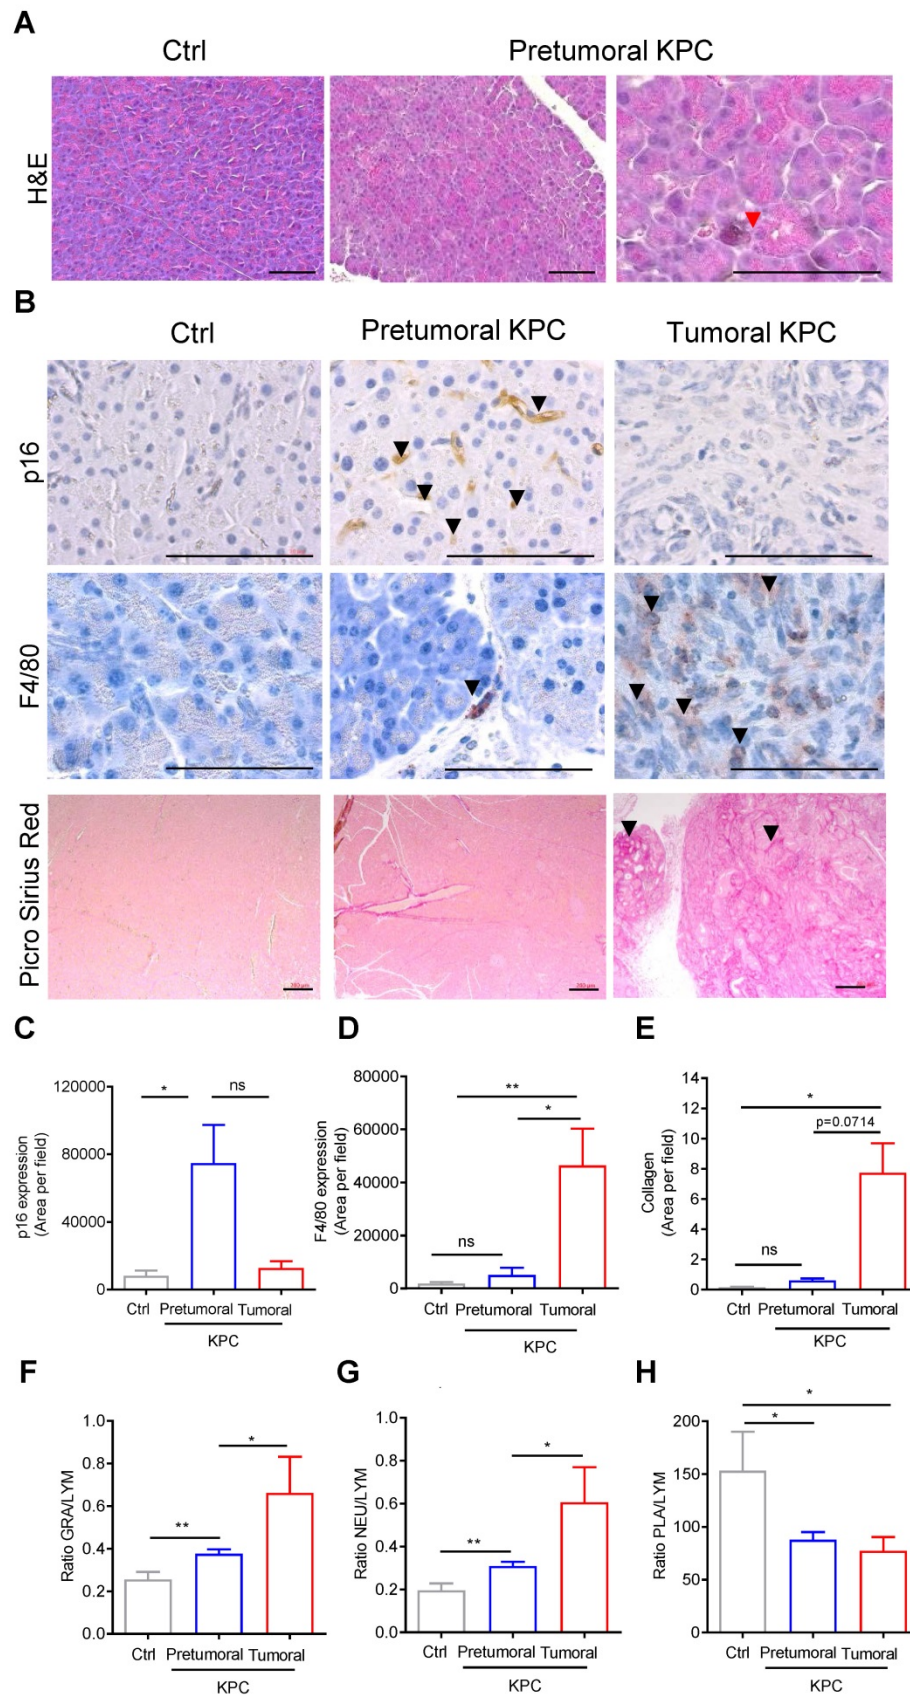 A
Ctrl
Pretumoral KPC
H&E
B
Ctrl
Pretumoral KPC
Tumoral KPC
p16
F4/80
Picro Sirius Red
C
D
E
p16 expression
(Area per field)
120000
80000
40000
0
*
ns
Ctrl
Pretumoral
Tumoral
KPC
F4/80 expression
(Area per field)
80000
60000
40000
20000
0
**
*
ns
Ctrl
Pretumoral
Tumoral
KPC
Collagen
(Area per field)
14
12
10
8
6
4
2
0
*
p=0.0714
ns
Ctrl
Pretumoral
Tumoral
KPC
F
G
H
Ratio GRA/LYM
1.0
0.8
0.6
0.4
0.2
0.0
*
**
Ctrl
Pretumoral
Tumoral
KPC
Ratio NEU/LYM
1.0
0.8
0.6
0.4
0.2
0.0
*
**
Ctrl
Pretumoral
Tumoral
KPC
Ratio PLA/LYM
200
150
100
50
0
*
*
Ctrl
Pretumoral
Tumoral
KPC